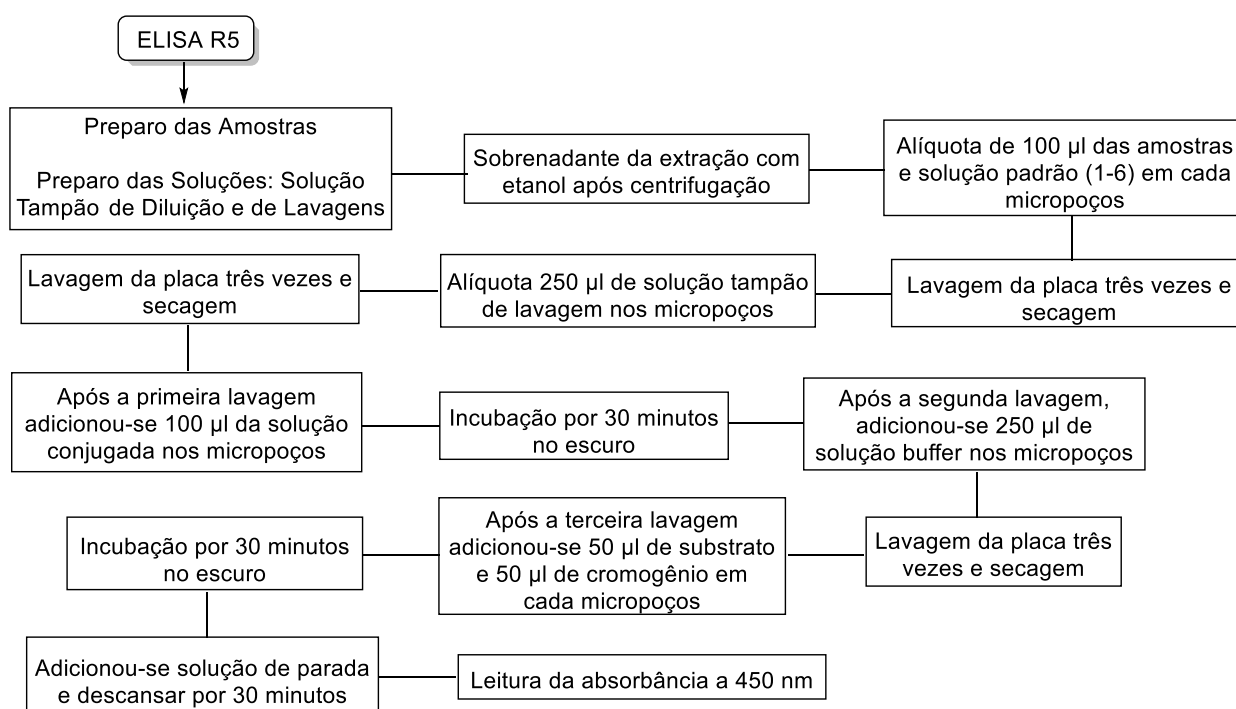 ELISA R5
Preparo das Amostras
Preparo das Soluções: Solução
Tampão de Diluição e de Lavagens
Sobrenadante da extração com
etanol após centrifugação
Alíquota de 100 µl das amostras
e solução padrão (1-6) em cada
micropoços
Lavagem da placa três vezes e
secagem
Alíquota 250 µl de solução tampão
de lavagem nos micropoços
Lavagem da placa três vezes e
secagem
Após a primeira lavagem
adicionou-se 100 µl da solução
conjugada nos micropoços
Incubação por 30 minutos
no escuro
Após a segunda lavagem,
adicionou-se 250 µl de
solução buffer nos micropoços
Lavagem da placa três
vezes e secagem
Após a terceira lavagem
adicionou-se 50 µl de substrato
e 50 µl de cromogênio em
cada micropoços
Incubação por 30 minutos
no escuro
Adicionou-se solução de parada
e descansar por 30 minutos
Leitura da absorbância a 450 nm